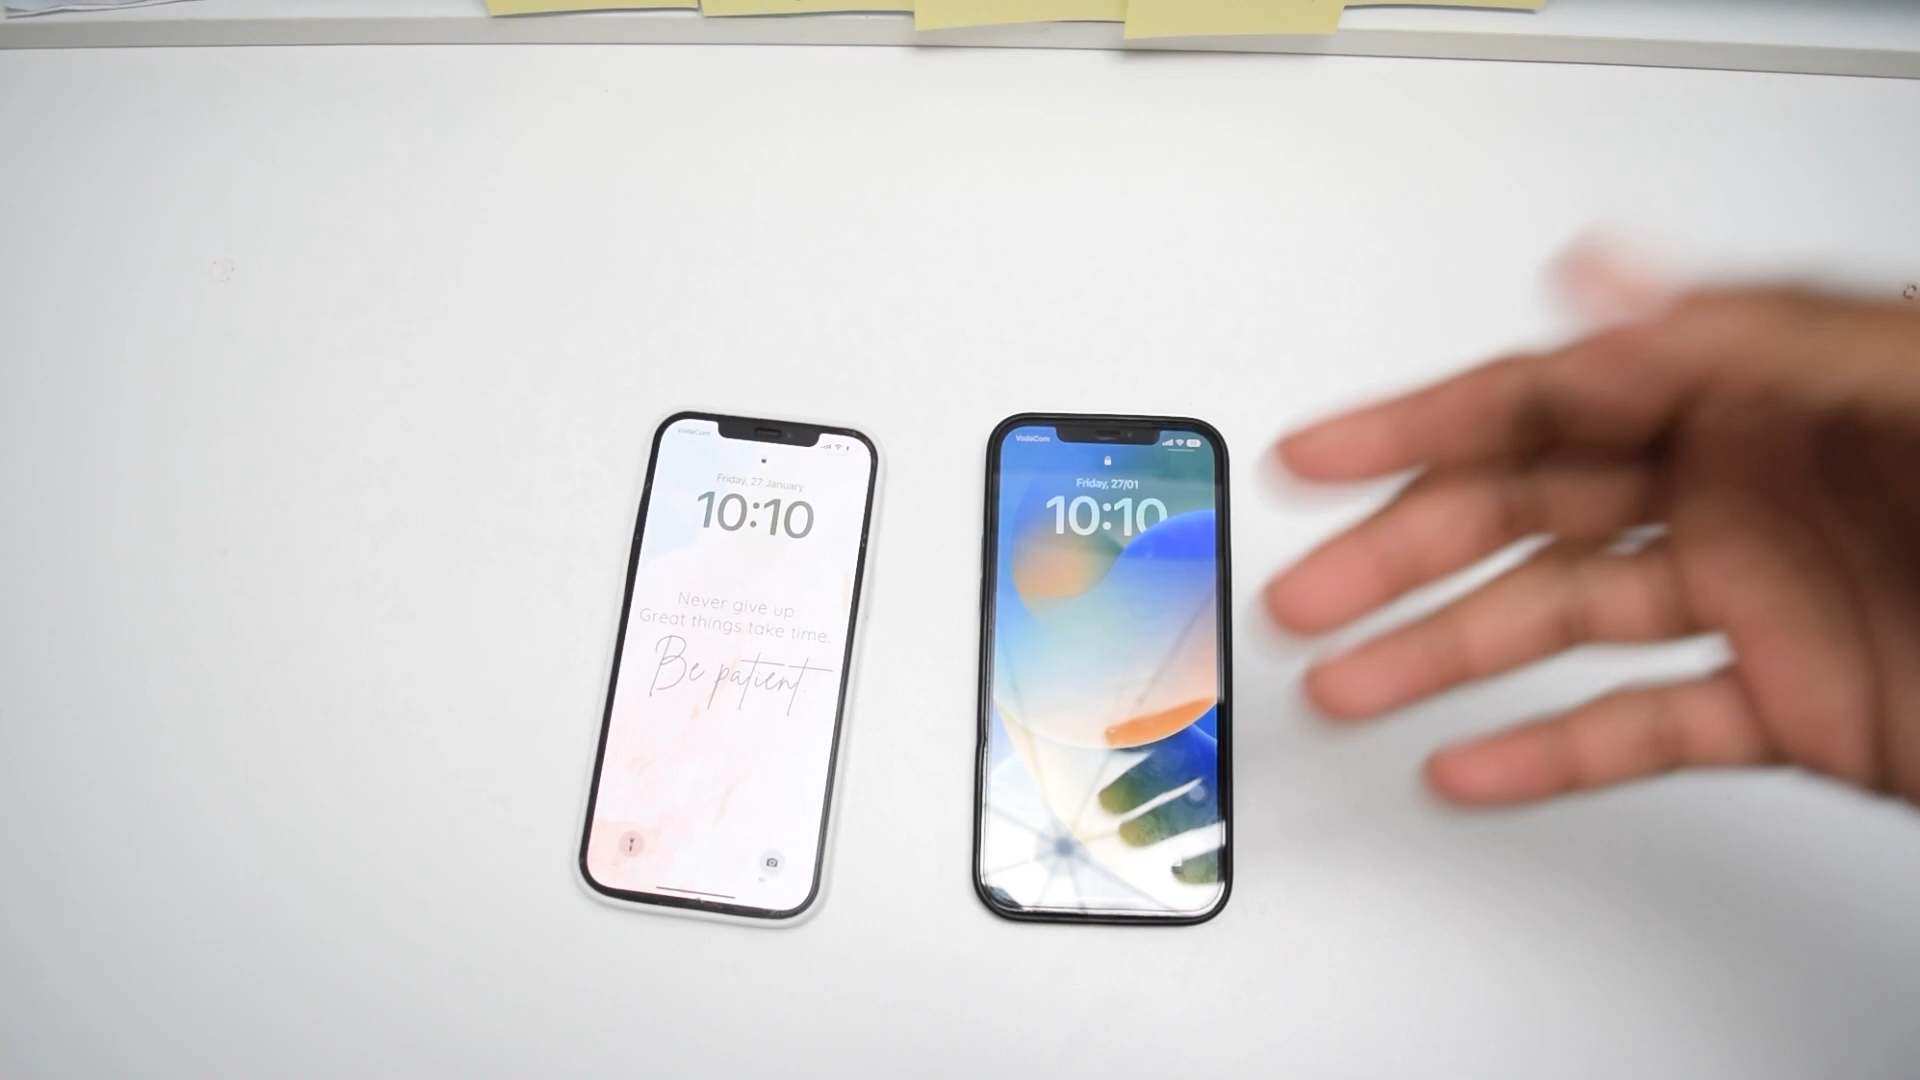 VodaCom
Friday, 27 January
10:10
Never give up
Great things take time.
Be patient.
VodaCom
Friday, 27/01
10:10